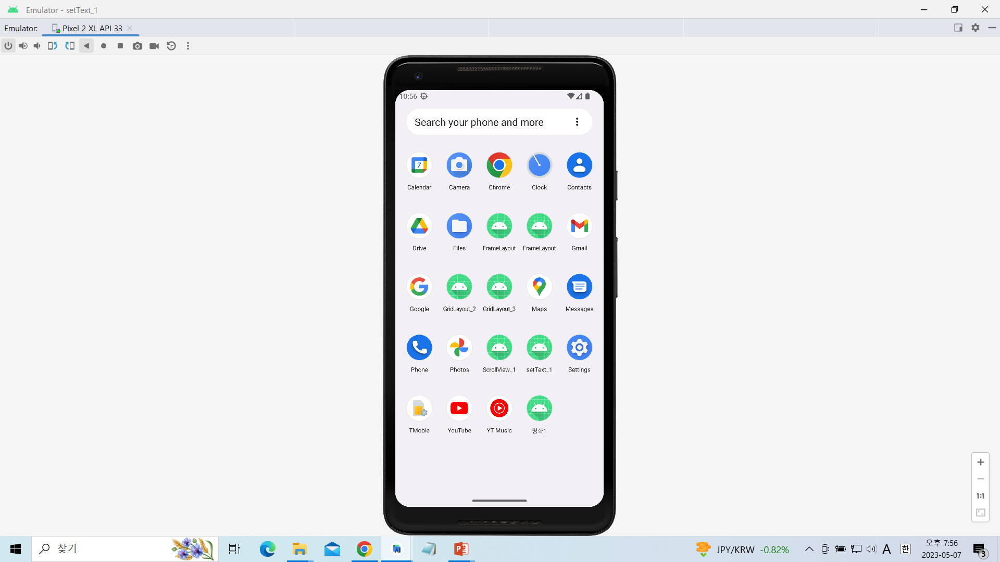 Emulator - setText_1
Emulator: Pixel 2 XL API 33
10:56
Search your phone and more
7
Calendar Camera Chrome Clock Contacts
Drive Files FrameLayout FrameLayout Gmail
Google GridLayout_2 GridLayout_3 Maps Messages
Phone Photos ScrollView_1 setText_1 Settings
TMoble YouTube YT Music 명화1
1:1
찾기
JPY/KRW -0.82%
A
한
오후 7:56
2023-05-07
3